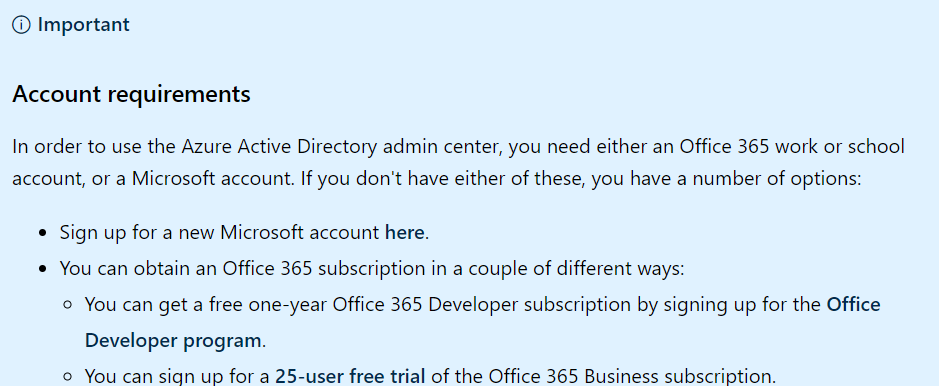 Important
Account requirements
In order to use the Azure Active Directory admin center, you need either an Office 365 work or school
account, or a Microsoft account. If you don't have either of these, you have a number of options:
Sign up for a new Microsoft account here.
You can obtain an Office 365 subscription in a couple of different ways:
You can get a free one-year Office 365 Developer subscription by signing up for the Office
Developer program.
You can sign up for a 25-user free trial of the Office 365 Business subscription.